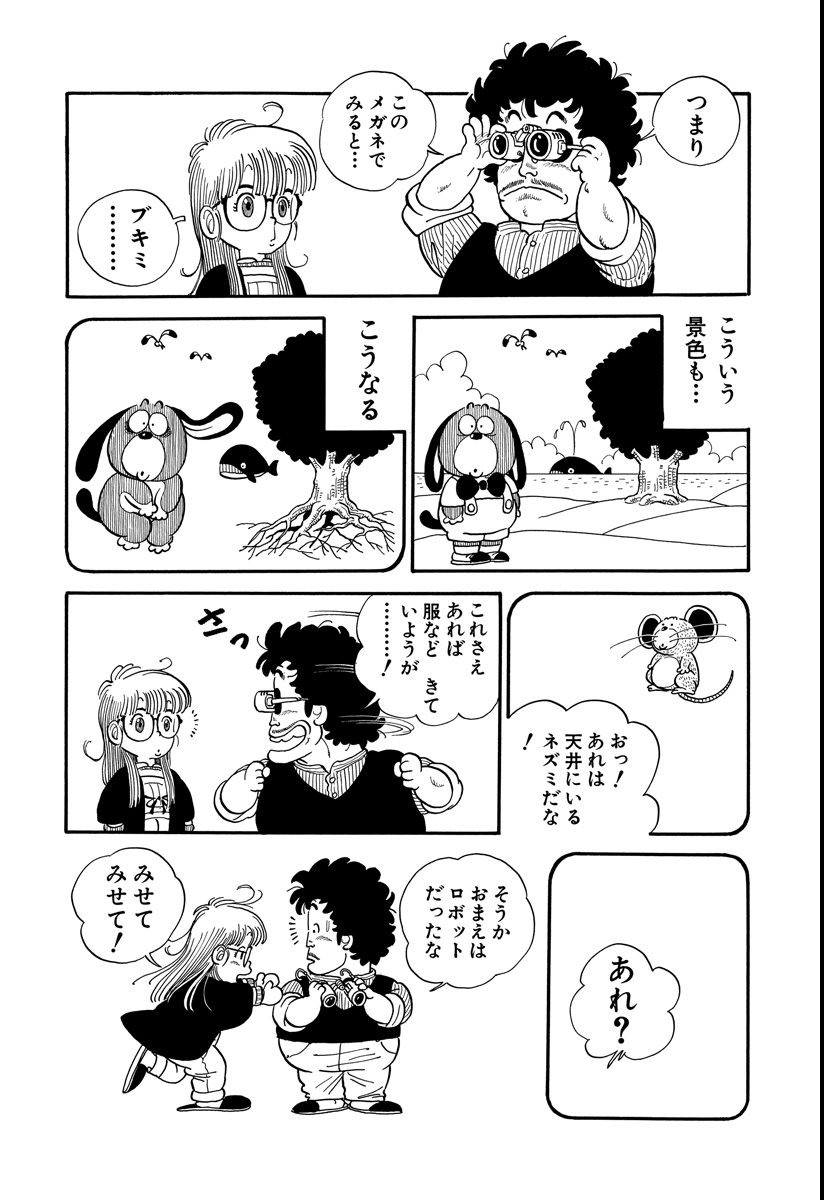 つまり
この
メガネで
みると…
ブキミ
………
こういう
景色も…
こうなる
おっ!
あれは
天井にいる
ネズミだな
!
これさえ
あれば
服など きて
いようが
………!
あれ?
そうか
おまえは
ロボット
だったな
みせて
みせて!